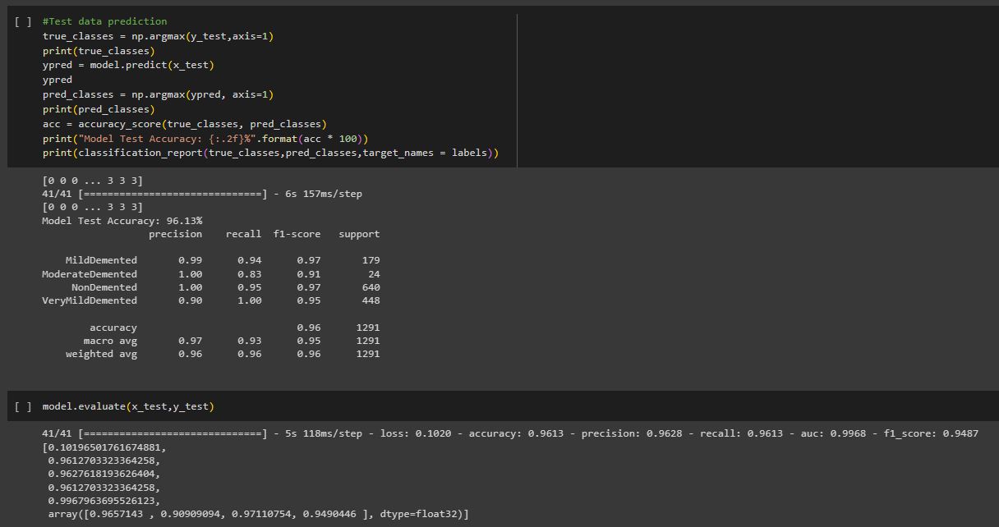 [ ] #Test data prediction
true_classes = np.argmax(y_test,axis=1)
print(true_classes)
ypred = model.predict(x_test)
ypred
pred_classes = np.argmax(ypred, axis=1)
print(pred_classes)
acc = accuracy_score(true_classes, pred_classes)
print("Model Test Accuracy: {:.2f}%".format(acc * 100))
print(classification_report(true_classes,pred_classes,target_names = labels))
[0 0 0 ... 3 3 3]
41/41 [==============================] - 6s 157ms/step
[0 0 0 ... 3 3 3]
Model Test Accuracy: 96.13%
precision recall f1-score support
MildDemented 0.99 0.94 0.97 179
ModerateDemented 1.00 0.83 0.91 24
NonDemented 1.00 0.95 0.97 640
VeryMildDemented 0.90 1.00 0.95 448
accuracy 0.96 1291
macro avg 0.97 0.93 0.95 1291
weighted avg 0.96 0.96 0.96 1291
[ ] model.evaluate(x_test,y_test)
41/41 [==============================] - 5s 118ms/step - loss: 0.1020 - accuracy: 0.9613 - precision: 0.9628 - recall: 0.9613 - auc: 0.9968 - f1_score: 0.9487
[0.10196501761674881,
0.9612703323364258,
0.9627618193626404,
0.9612703323364258,
0.9967963695526123,
array([0.9657143 , 0.90909094, 0.97110754, 0.9490446 ], dtype=float32)]